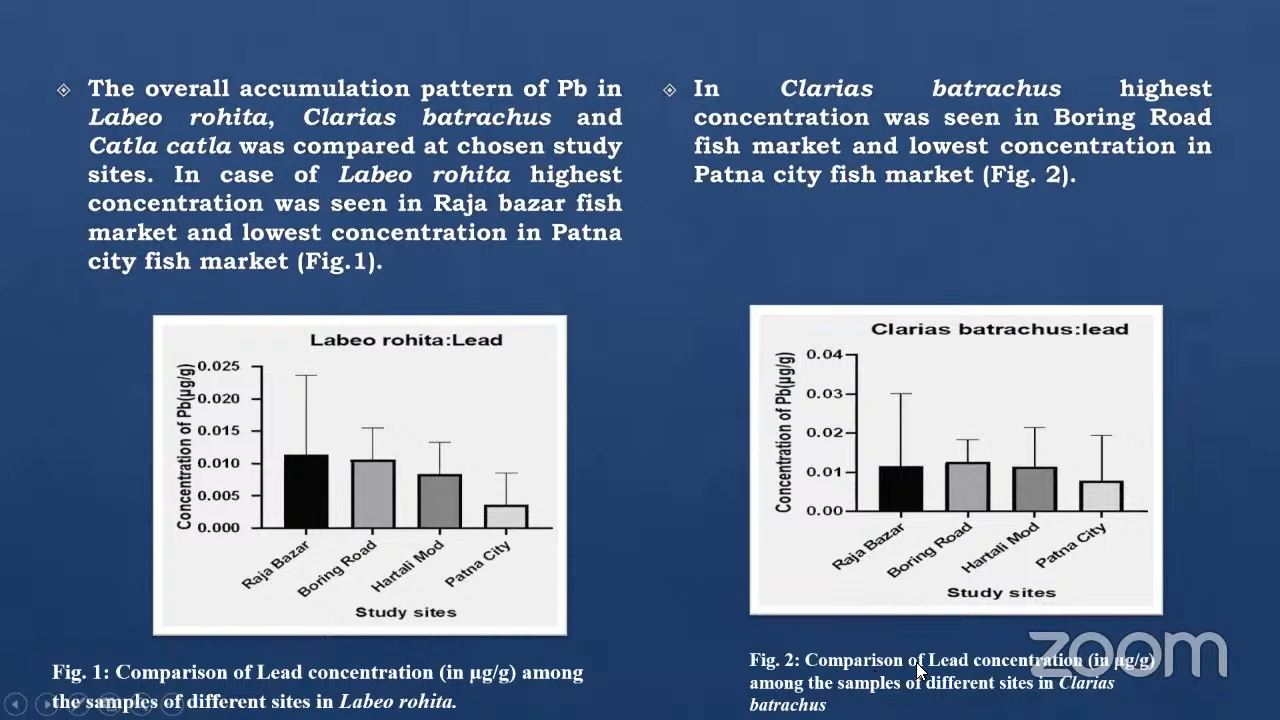 The overall accumulation pattern of Pb in
Labeo rohita, Clarias batrachus and
Catla catla was compared at chosen study
sites. In case of Labeo rohita highest
concentration was seen in Raja bazar fish
market and lowest concentration in Patna
city fish market (Fig.1).
In Clarias batrachus highest
concentration was seen in Boring Road
fish market and lowest concentration in
Patna city fish market (Fig. 2).
Labeo rohita:Lead
Concentration of Pb(µg/g)
0.025
0.020
0.015
0.010
0.005
0.000
Raja Bazar
Boring Road
Hartali Mod
Patna City
Study sites
Fig. 1: Comparison of Lead concentration (in µg/g) among
the samples of different sites in Labeo rohita.
Clarias batrachus:lead
Concentration of Pb(µg/g)
0.04
0.03
0.02
0.01
0.00
Raja Bazar
Boring Road
Hartali Mod
Patna City
Study sites
Fig. 2: Comparison of Lead concentration (in µg/g)
among the samples of different sites in Clarias
batrachus
zoom